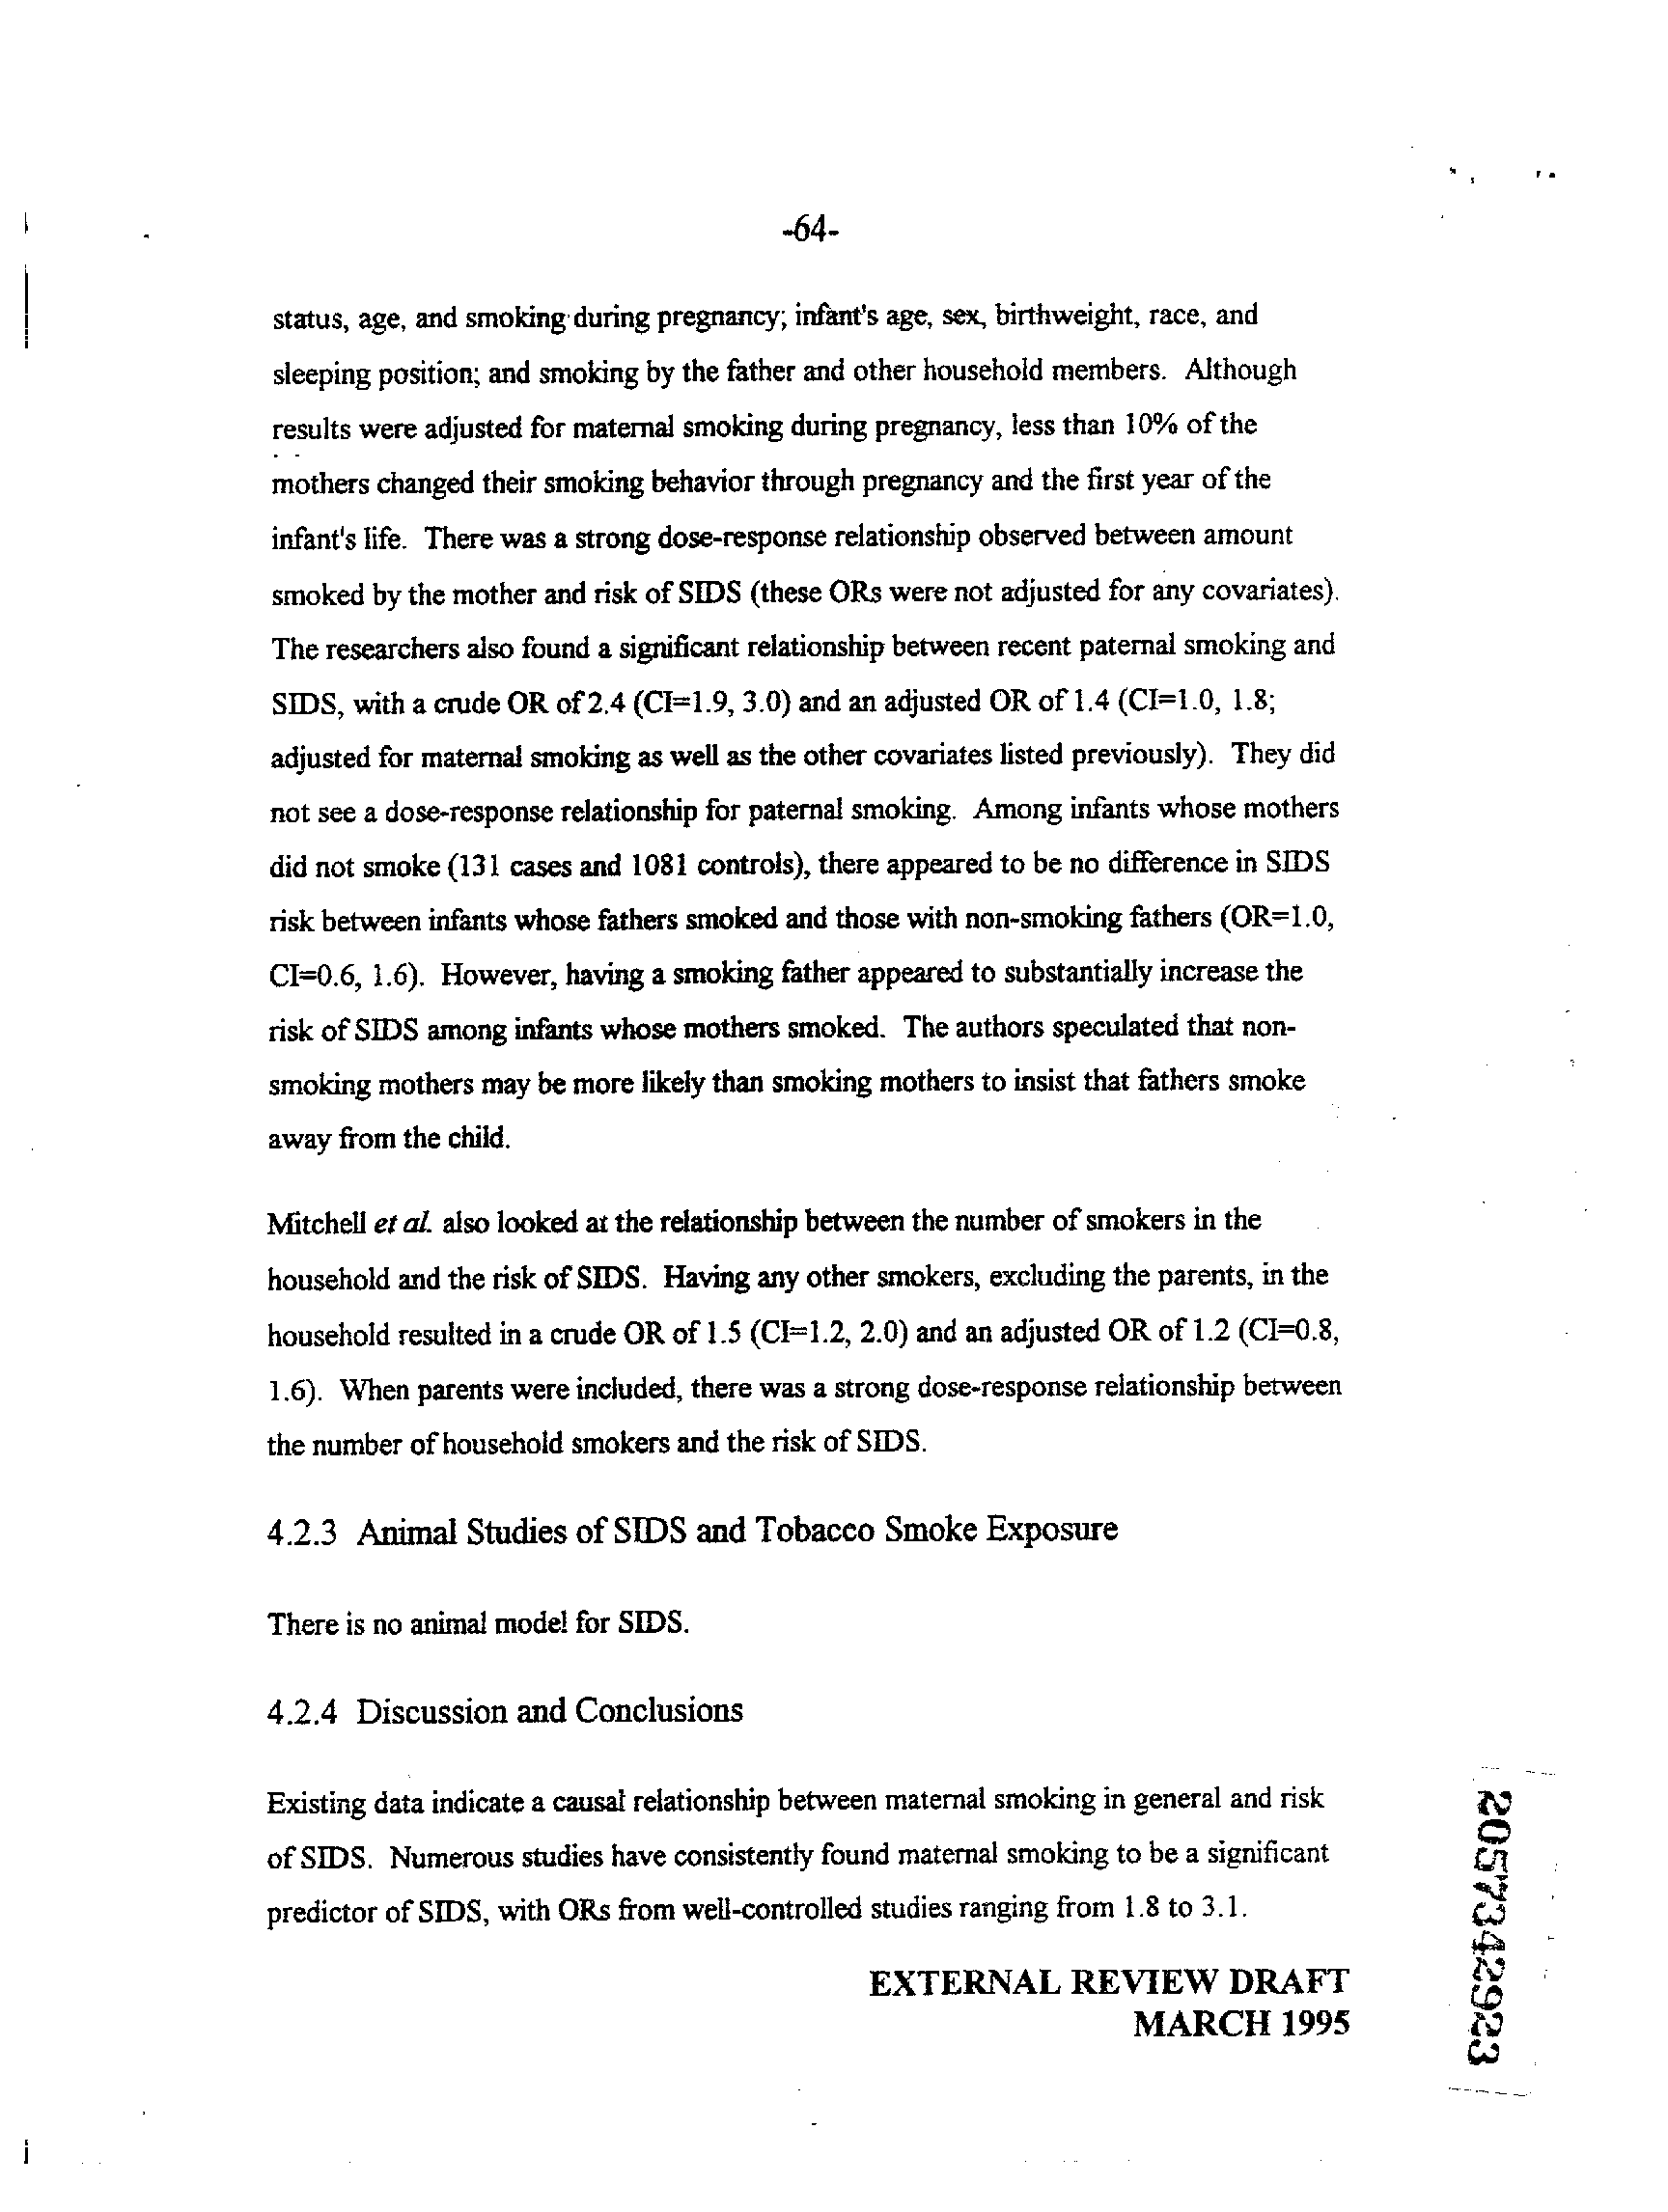 -64-
status, age, and smoking during pregnancy; infant's age, sex, birthweight, race, and
sleeping position; and smoking by the father and other household members. Although
results were adjusted for maternal smoking during pregnancy, less than 10% of the
mothers changed their smoking behavior through pregnancy and the first year of the
infant's life. There was a strong dose-response relationship observed between amount
smoked by the mother and risk of SIDS (these ORs were not adjusted for any covariates).
The researchers also found a significant relationship between recent paternal smoking and
SIDS, with a crude OR of 2.4 (CI=1.9, 3.0) and an adjusted OR of 1.4 (CI=1.0, 1.8;
adjusted for maternal smoking as well as the other covariates listed previously). They did
not see a dose-response relationship for paternal smoking. Among infants whose mothers
did not smoke (131 cases and 1081 controls), there appeared to be no difference in SIDS
risk between infants whose fathers smoked and those with non-smoking fathers (OR=1.0,
CI=0.6, 1.6). However, having a smoking father appeared to substantially increase the
risk of SIDS among infants whose mothers smoked. The authors speculated that non-
smoking mothers may be more likely than smoking mothers to insist that fathers smoke
away from the child.
Mitchell et al. also looked at the relationship between the number of smokers in the
household and the risk of SIDS. Having any other smokers, excluding the parents, in the
household resulted in a crude OR of 1.5 (CI=1.2, 2.0) and an adjusted OR of 1.2 (CI=0.8,
1.6). When parents were included, there was a strong dose-response relationship between
the number of household smokers and the risk of SIDS.
4.2.3 Animal Studies of SIDS and Tobacco Smoke Exposure
There is no animal model for SIDS.
4.2.4 Discussion and Conclusions
Existing data indicate a causal relationship between maternal smoking in general and risk
of SIDS. Numerous studies have consistently found maternal smoking to be a significant
predictor of SIDS, with ORs from well-controlled studies ranging from 1.8 to 3.1.
EXTERNAL REVIEW DRAFT
MARCH 1995
2057342923